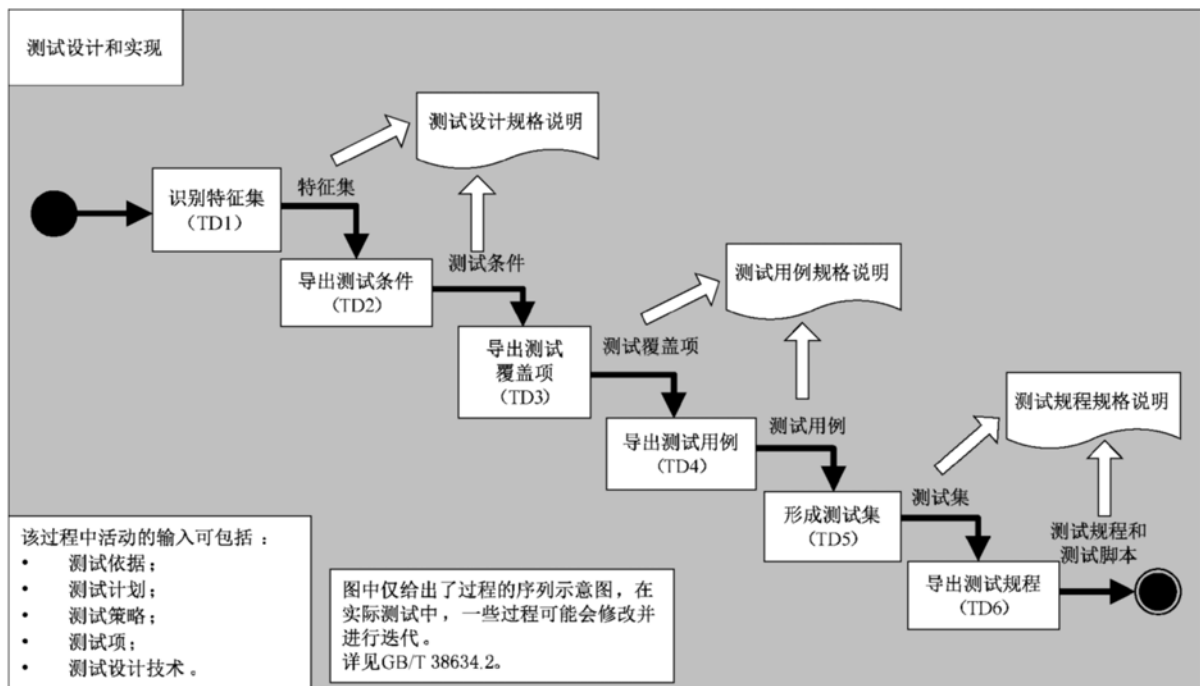 测试设计和实现
测试设计规格说明
识别特征集
（TD1）
特征集
导出测试条件
（TD2）
测试条件
测试用例规格说明
导出测试
覆盖项
（TD3）
测试覆盖项
测试规程规格说明
导出测试用例
（TD4）
测试用例
形成测试集
（TD5）
测试集
测试规程和
测试脚本
导出测试规程
（TD6）
该过程中活动的输入可包括：
• 测试依据；
• 测试计划；
• 测试策略；
• 测试项；
• 测试设计技术。
图中仅给出了过程的序列示意图，在
实际测试中，一些过程可能会修改并
进行迭代。
详见GB/T 38634.2。